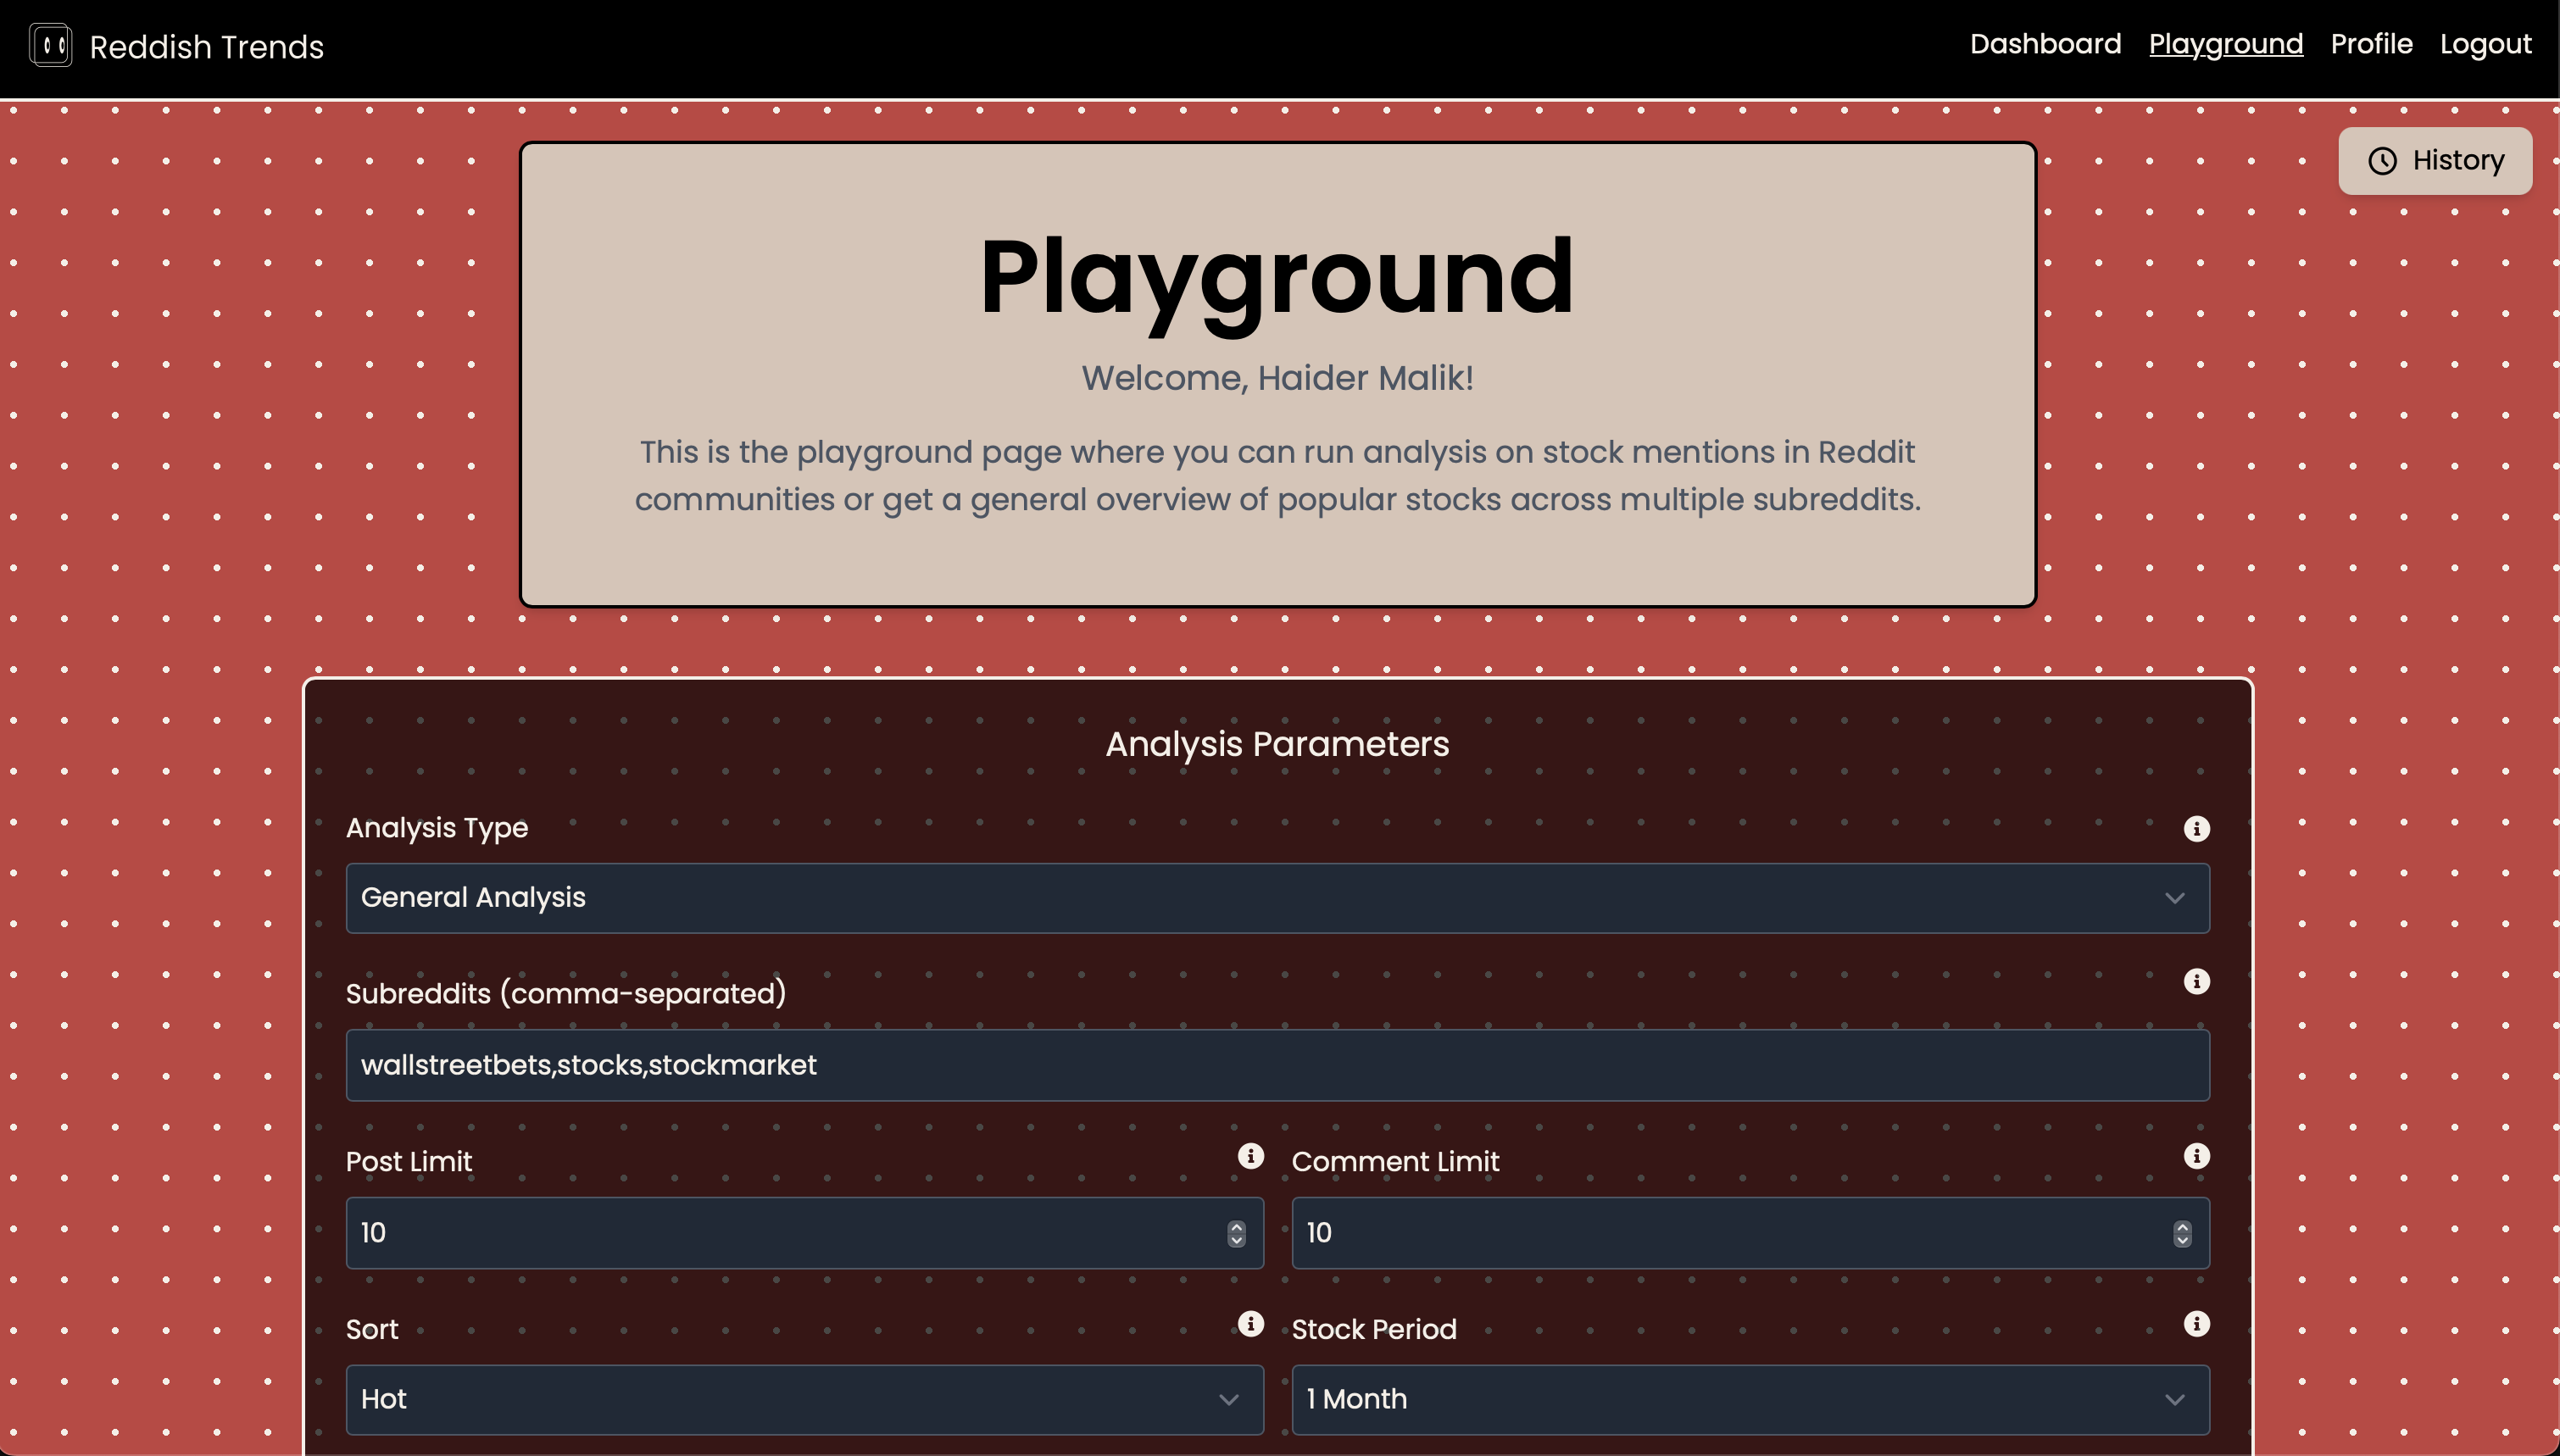 Reddish Trends
Dashboard Playground Profile Logout
History
Playground
Welcome, Haider Malik!
This is the playground page where you can run analysis on stock mentions in Reddit
communities or get a general overview of popular stocks across multiple subreddits.
Analysis Parameters
Analysis Type
General Analysis
Subreddits (comma-separated)
wallstreetbets,stocks,stockmarket
Post Limit
10
Comment Limit
10
Sort
Hot
Stock Period
1 Month